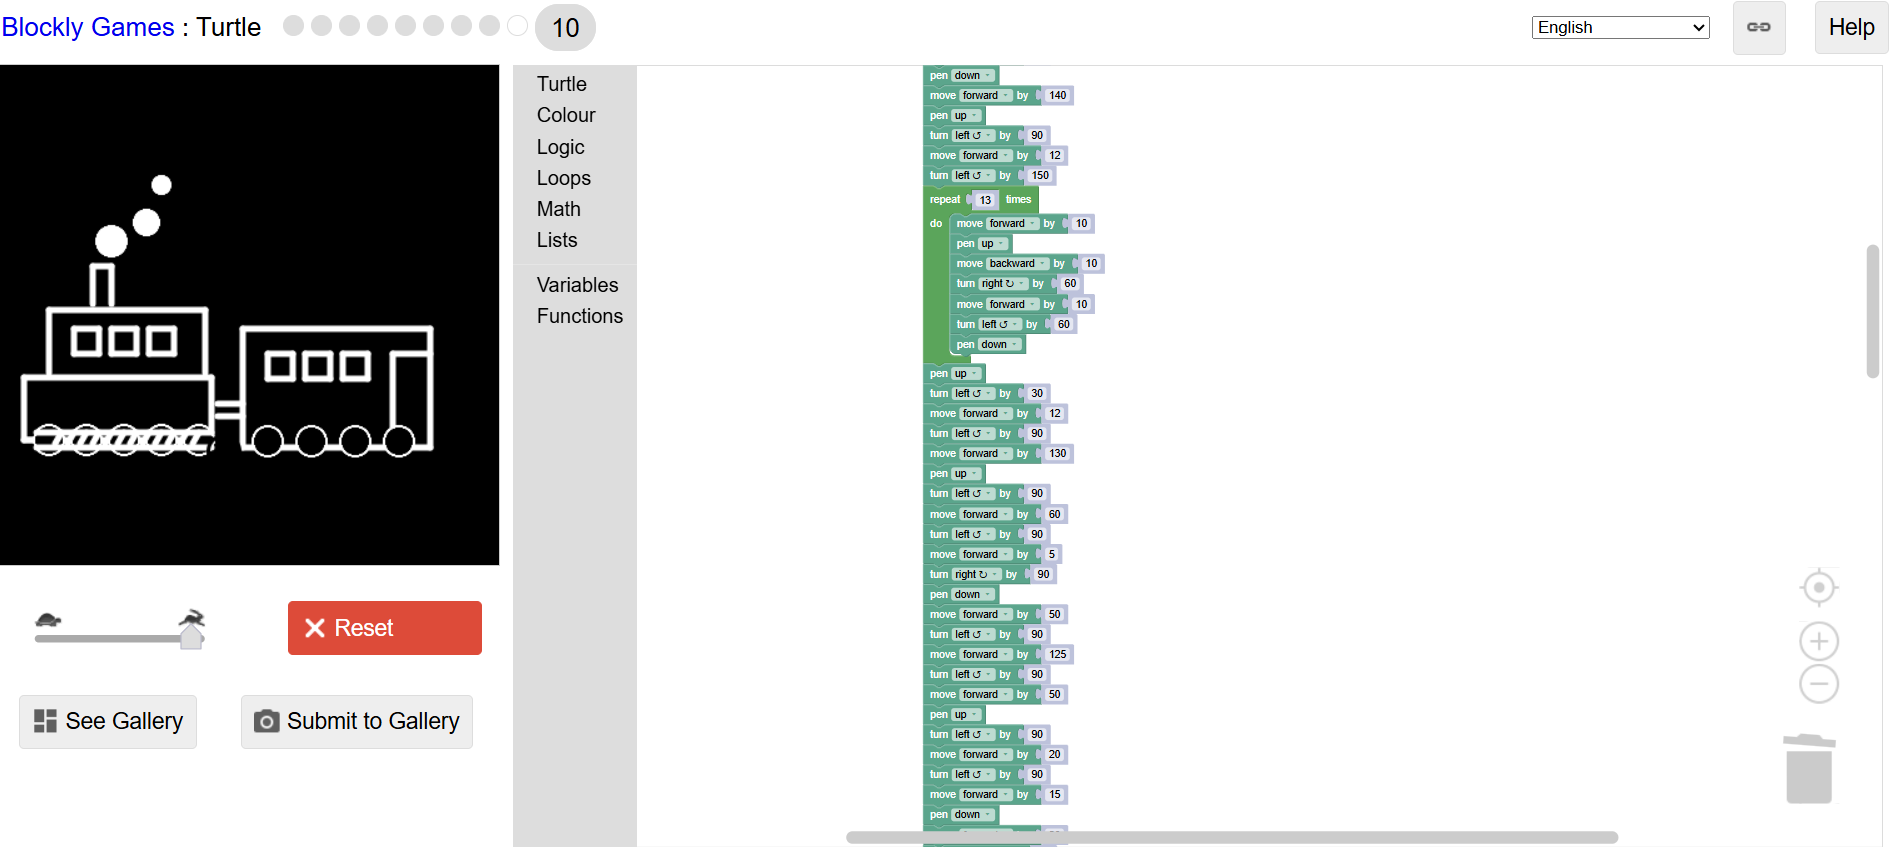 Blockly Games : Turtle
10
English
Help
Turtle
Colour
Logic
Loops
Math
Lists
Variables
Functions
pen down
move forward by 140
pen up
turn left ↺ by 90
move forward by 12
turn left ↺ by 150
repeat 13 times
do move forward by 10
pen up
move backward by 10
turn right ↻ by 60
move forward by 10
turn left ↺ by 60
pen down
pen up
turn left ↺ by 30
move forward by 12
turn left ↺ by 90
move forward by 130
pen up
turn left ↺ by 90
move forward by 60
turn left ↺ by 90
move forward by 5
turn right ↻ by 90
pen down
move forward by 50
turn left ↺ by 90
move forward by 125
turn left ↺ by 90
move forward by 50
pen up
turn left ↺ by 90
move forward by 20
turn left ↺ by 90
move forward by 15
pen down
Reset
See Gallery
Submit to Gallery